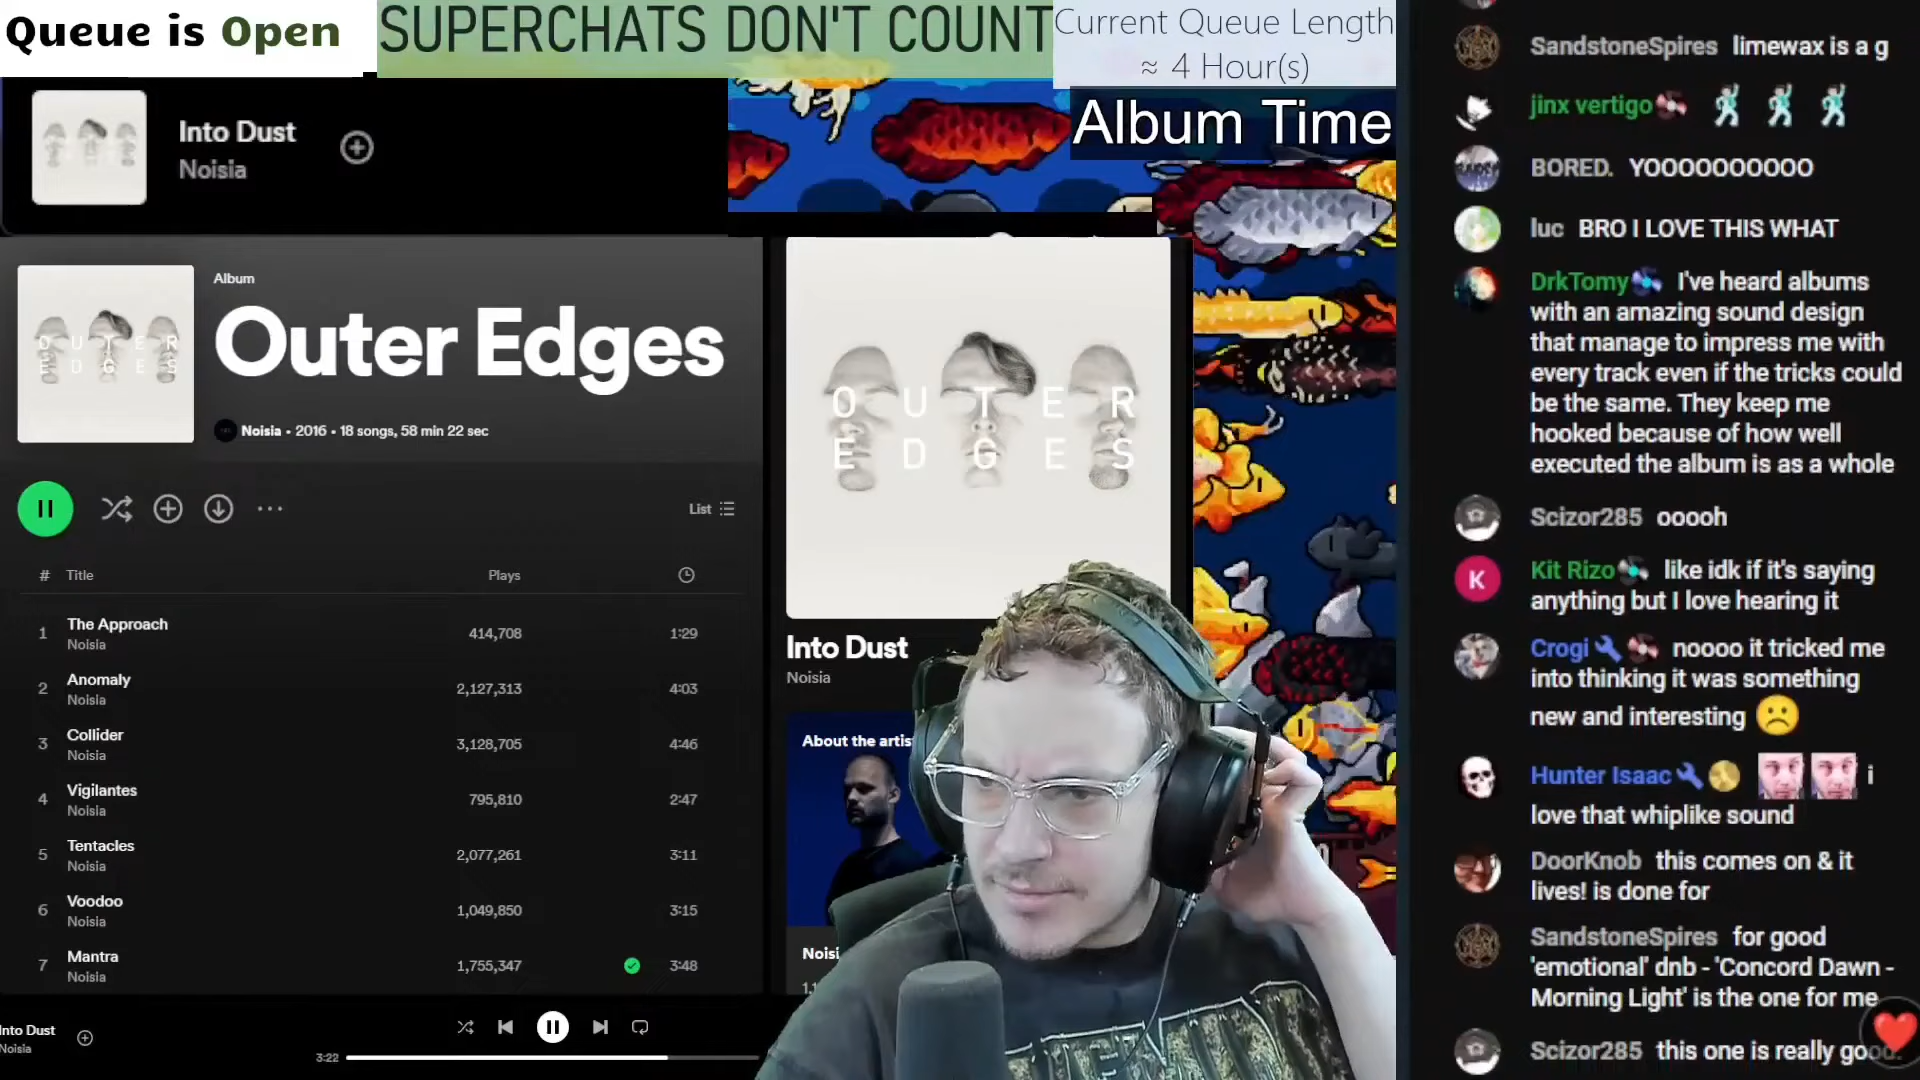 Queue is Open
SUPERCHATS DON'T COUNT
Current Queue Length
≈ 4 Hour(s)
Album Time
Into Dust
Noisia
Album
Outer Edges
OUTER
EDGES
Noisia • 2016 • 18 songs, 58 min 22 sec
List
# Title Plays
1 The Approach 414,708 1:29
Noisia
2 Anomaly 2,127,313 4:03
Noisia
3 Collider 3,128,705 4:46
Noisia
4 Vigilantes 795,810 2:47
Noisia
5 Tentacles 2,077,261 3:11
Noisia
6 Voodoo 1,049,850 3:15
Noisia
7 Mantra 1,755,347 3:48
Noisia
OUTER
EDGES
Into Dust
Noisia
About the artis
Noisi
nto Dust
Noisia
3:22
SandstoneSpires limewax is a g
jinx vertigo
BORED. YOOOOOOOOOO
luc BRO I LOVE THIS WHAT
DrkTomy I've heard albums
with an amazing sound design
that manage to impress me with
every track even if the tricks could
be the same. They keep me
hooked because of how well
executed the album is as a whole
Scizor285 ooooh
K Kit Rizo like idk if it's saying
anything but I love hearing it
Crogi noooo it tricked me
into thinking it was something
new and interesting
Hunter Isaac i
love that whiplike sound
DoorKnob this comes on & it
lives! is done for
SandstoneSpires for good
'emotional' dnb - 'Concord Dawn -
Morning Light' is the one for me
Scizor285 this one is really good